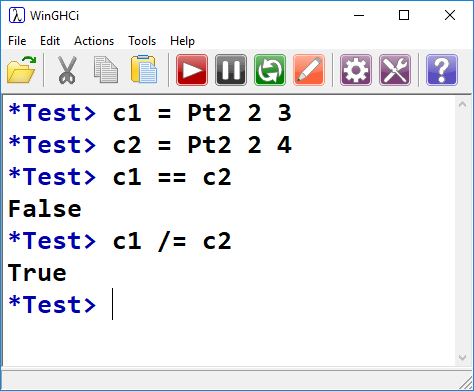 WinGHCi
File Edit Actions Tools Help
*Test> c1 = Pt2 2 3
*Test> c2 = Pt2 2 4
*Test> c1 == c2
False
*Test> c1 /= c2
True
*Test>